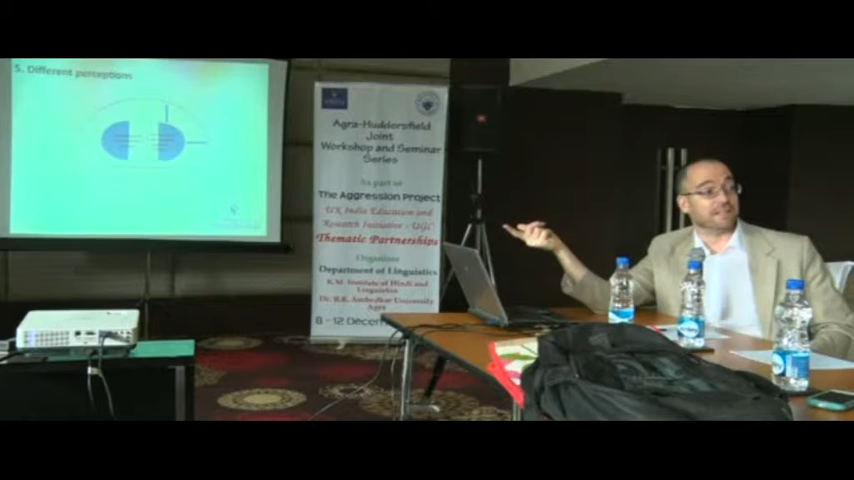 5. Different perceptions
Agra-Huddersfield
Joint
Workshop and Seminar
Series
As part of
The Aggression Project
UK India Education and
Research Initiative - UGC
Thematic Partnerships
Organizers
Department of Linguistics
K.M. Institute of Hindi and
Linguistics
Dr. B.R. Ambedkar University
Agra
8 - 12 Decem